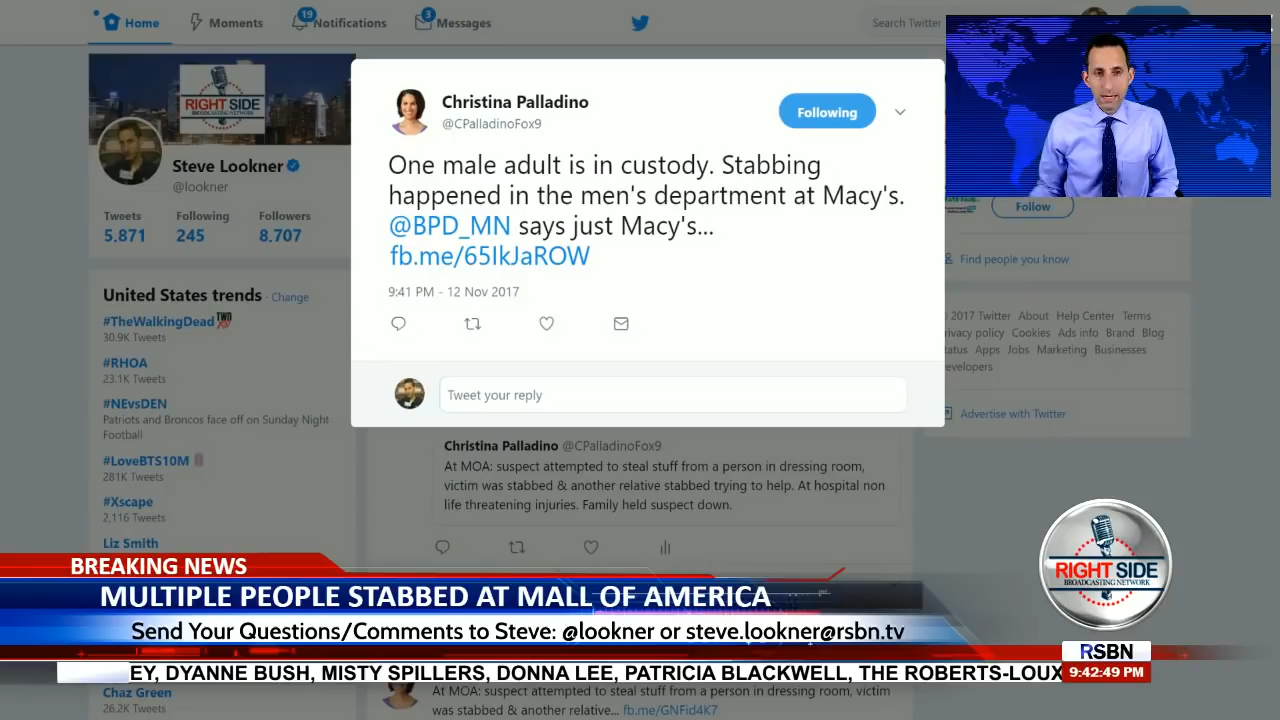 Home
Moments
19
Notifications
3
Messages
Search Twitter
RIGHT SIDE
BROADCASTING NETWORK
Steve Lookner
@lookner
Tweets
Following
Followers
5,871
245
8,707
United States trends · Change
#TheWalkingDead
30.9K Tweets
#RHOA
23.1K Tweets
#NEvsDEN
Patriots and Broncos face off on Sunday Night
Football
#LoveBTS10M
281K Tweets
#Xscape
2,116 Tweets
Liz Smith
Chaz Green
26.2K Tweets
Christina Palladino
@CPalladinoFox9
Following
One male adult is in custody. Stabbing
happened in the men's department at Macy's.
@BPD_MN says just Macy's...
fb.me/65IkJaROW
9:41 PM - 12 Nov 2017
Tweet your reply
Christina Palladino @CPalladinoFox9
At MOA: suspect attempted to steal stuff from a person in dressing room,
victim was stabbed & another relative stabbed trying to help. At hospital non
life threatening injuries. Family held suspect down.
Follow
Find people you know
2017 Twitter About Help Center Terms
rivacy policy Cookies Ads info Brand Blog
tatus Apps Jobs Marketing Businesses
evelopers
Advertise with Twitter
RIGHT SIDE
BROADCASTING NETWORK
BREAKING NEWS
MULTIPLE PEOPLE STABBED AT MALL OF AMERICA
Send Your Questions/Comments to Steve: @lookner or steve.lookner@rsbn.tv
RSBN
9:42:49 PM
EY, DYANNE BUSH, MISTY SPILLERS, DONNA LEE, PATRICIA BLACKWELL, THE ROBERTS-LOUX
At MOA: suspect attempted to steal stuff from a person in dressing room, victim
was stabbed & another relative... fb.me/GNFid4K7